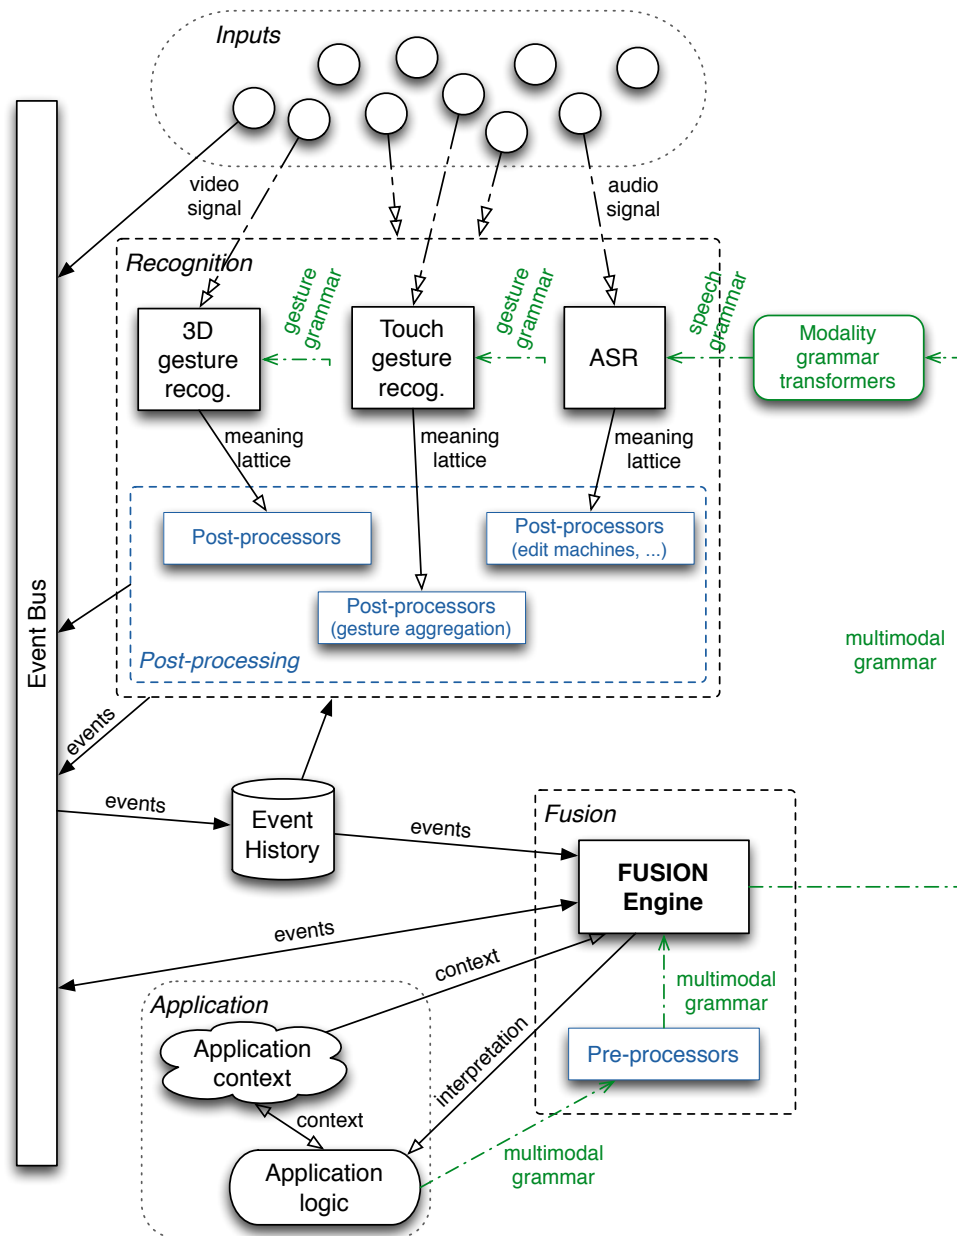 Inputs
video
signal
audio
signal
Recognition
gesture
grammar
gesture
grammar
speech
grammar
3D
gesture
recog.
Touch
gesture
recog.
ASR
Modality
grammar
transformers
meaning
lattice
meaning
lattice
meaning
lattice
Post-processors
Post-processors
(edit machines, ...)
Post-processors
(gesture aggregation)
Post-processing
Event Bus
multimodal
grammar
events
events
Event
History
events
Fusion
FUSION
Engine
events
context
multimodal
grammar
Application
Application
context
interpretation
Pre-processors
context
Application
logic
multimodal
grammar